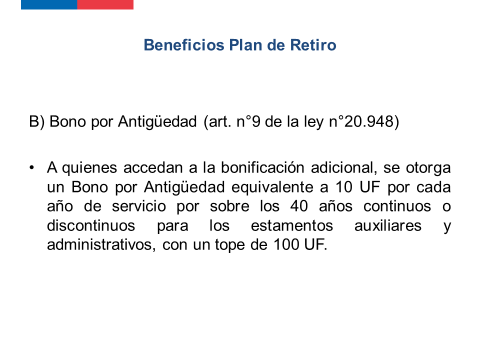 Beneficios Plan de Retiro
B) Bono por Antigüedad (art. n°9 de la ley n°20.948)
• A quienes accedan a la bonificación adicional, se otorga
un Bono por Antigüedad equivalente a 10 UF por cada
año de servicio por sobre los 40 años continuos o
discontinuos para los estamentos auxiliares y
administrativos, con un tope de 100 UF.